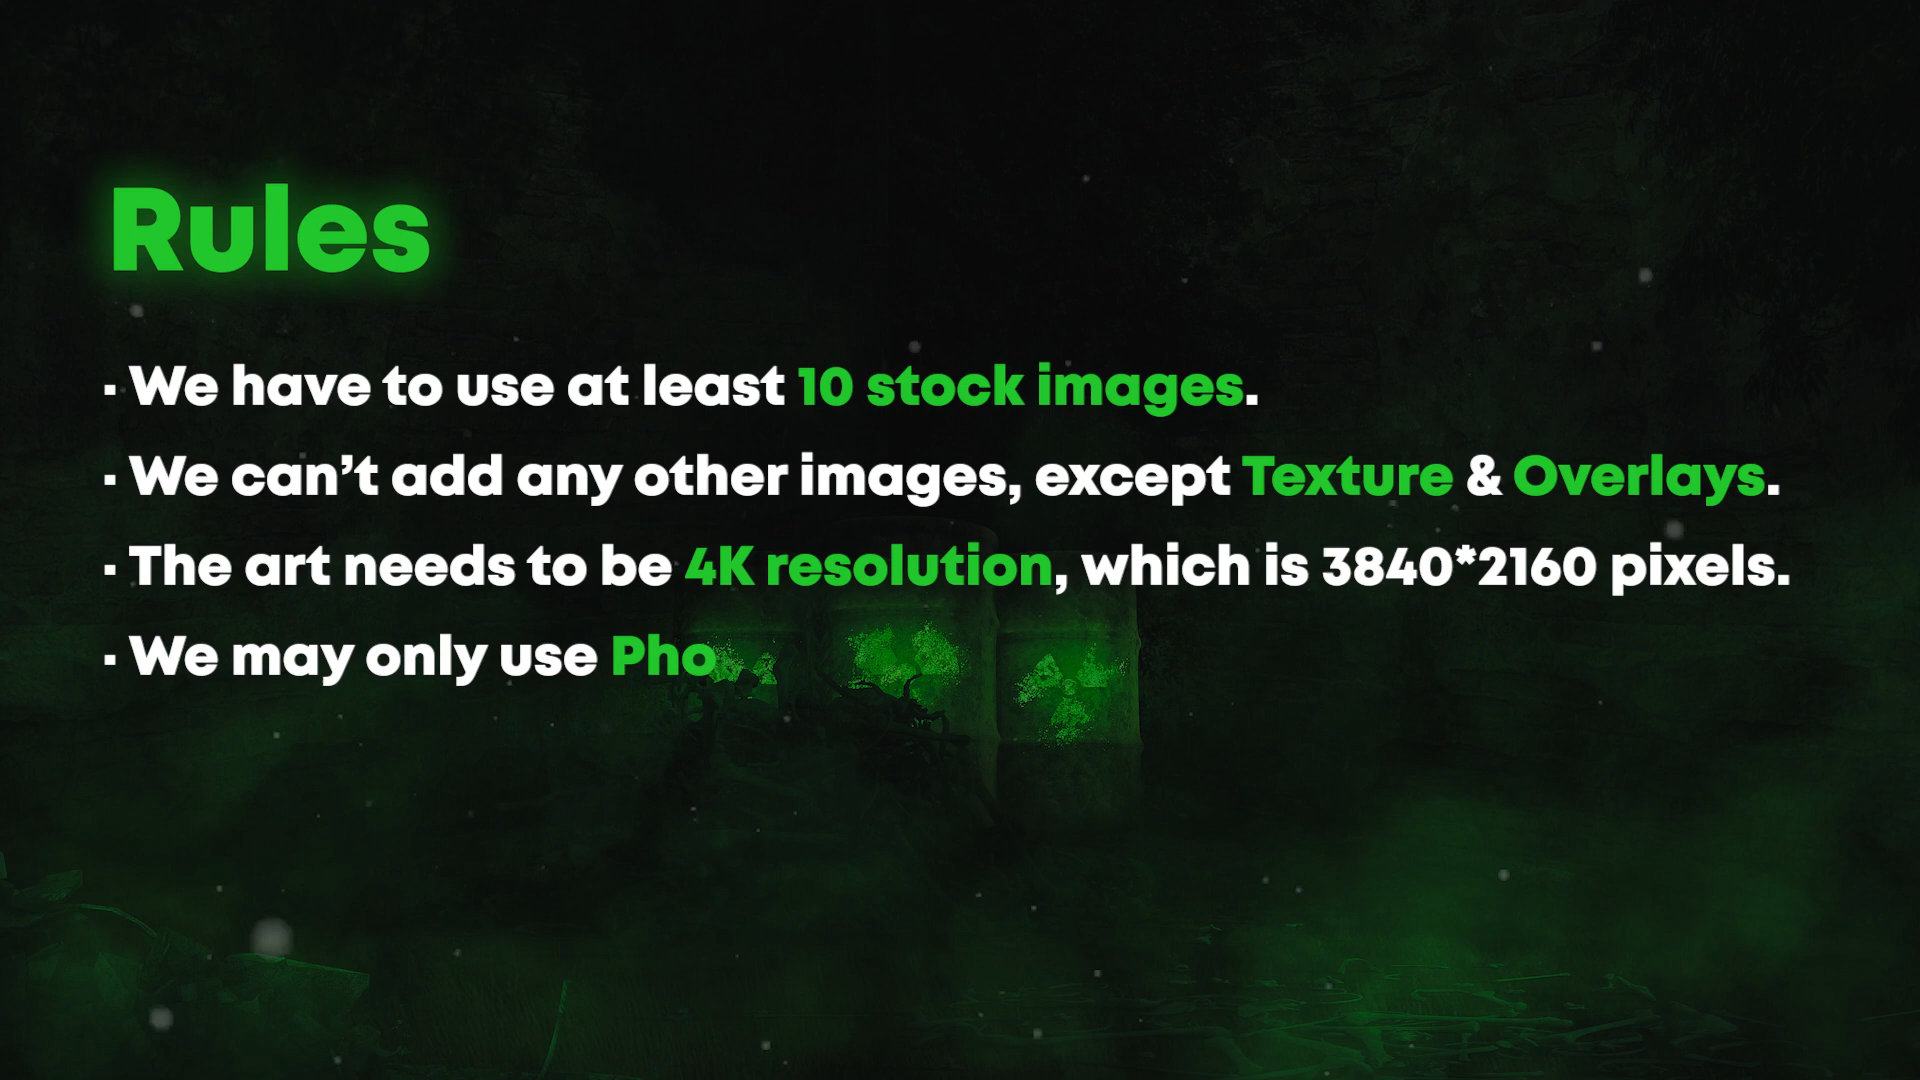 Rules
· We have to use at least 10 stock images.
· We can’t add any other images, except Texture & Overlays.
· The art needs to be 4K resolution, which is 3840*2160 pixels.
· We may only use Pho